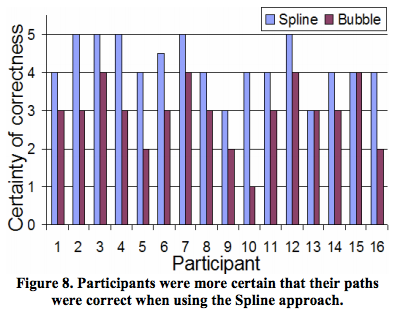 Spline Bubble
5
4
3
2
1
0
Certainty of correctness
1 2 3 4 5 6 7 8 9 10 11 12 13 14 15 16
Participant
Figure 8. Participants were more certain that their paths
were correct when using the Spline approach.